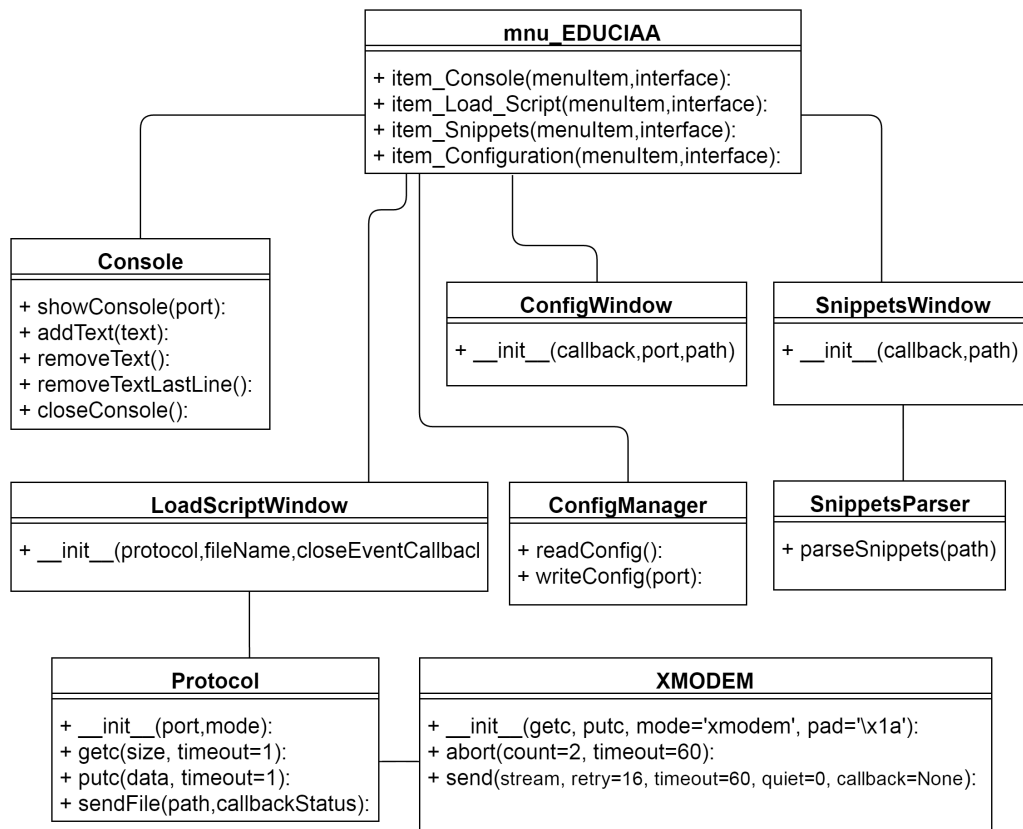 mnu_EDUCIAA
+ item_Console(menuItem,interface):
+ item_Load_Script(menuItem,interface):
+ item_Snippets(menuItem,interface):
+ item_Configuration(menuItem,interface):
Console
+ showConsole(port):
+ addText(text):
+ removeText():
+ removeTextLastLine():
+ closeConsole():
ConfigWindow
+ __init__(callback,port,path)
SnippetsWindow
+ __init__(callback,path)
LoadScriptWindow
+ __init__(protocol,fileName,closeEventCallbacl
ConfigManager
+ readConfig():
+ writeConfig(port):
SnippetsParser
+ parseSnippets(path)
Protocol
+ __init__(port,mode):
+ getc(size, timeout=1):
+ putc(data, timeout=1):
+ sendFile(path,callbackStatus):
XMODEM
+ __init__(getc, putc, mode='xmodem', pad='\x1a'):
+ abort(count=2, timeout=60):
+ send(stream, retry=16, timeout=60, quiet=0, callback=None):